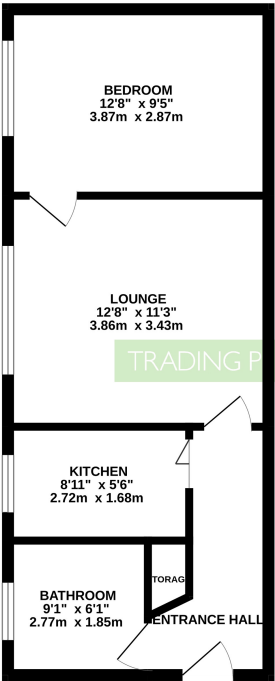 BEDROOM
12'8" x 9'5"
3.87m x 2.87m
LOUNGE
12'8" x 11'3"
3.86m x 3.43m
TRADING P
KITCHEN
8'11" x 5'6"
2.72m x 1.68m
TORAG
BATHROOM
9'1" x 6'1"
2.77m x 1.85m
ENTRANCE HALL